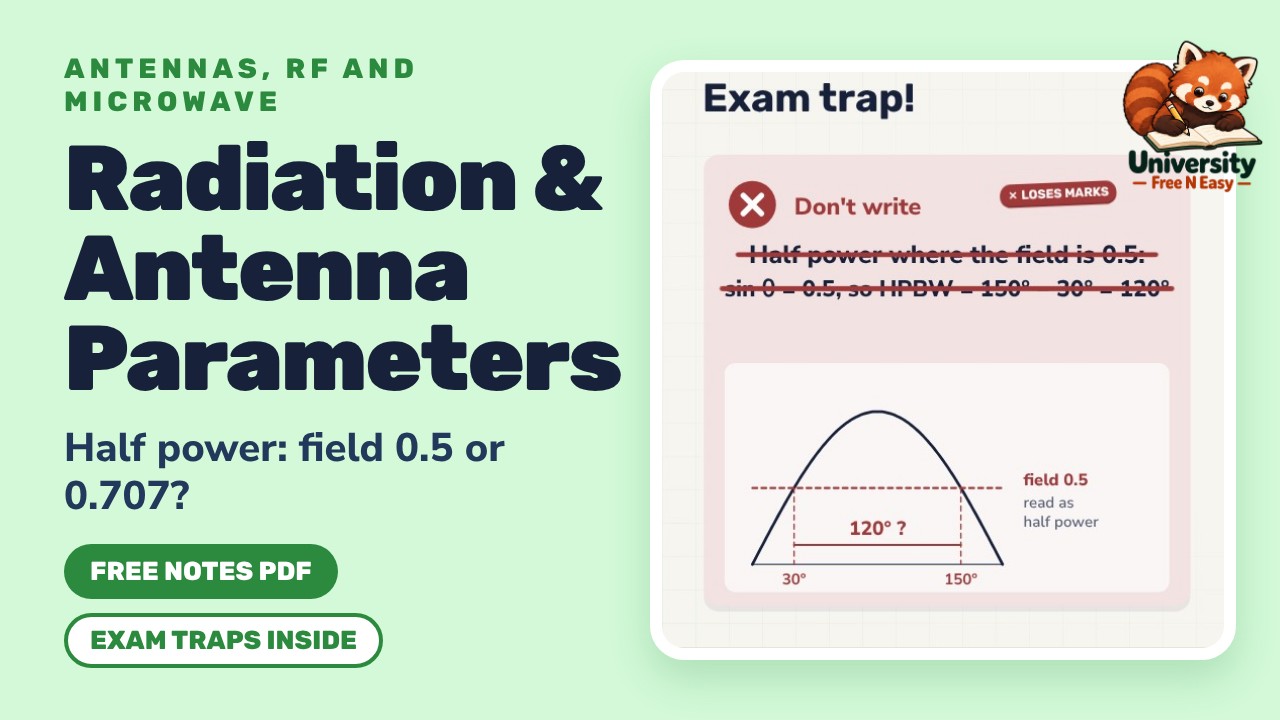 ANTENNAS, RF AND
MICROWAVE
Radiation &
Antenna
Parameters
Half power: field 0.5 or
0.707?
FREE NOTES PDF
EXAM TRAPS INSIDE
Exam trap!
University
Free N Easy
Don't write
× LOSES MARKS
Half power where the field is 0.5:
sin θ = 0.5, so HPBW = 150° − 30° = 120°
field 0.5
read as
half power
120° ?
30°
150°